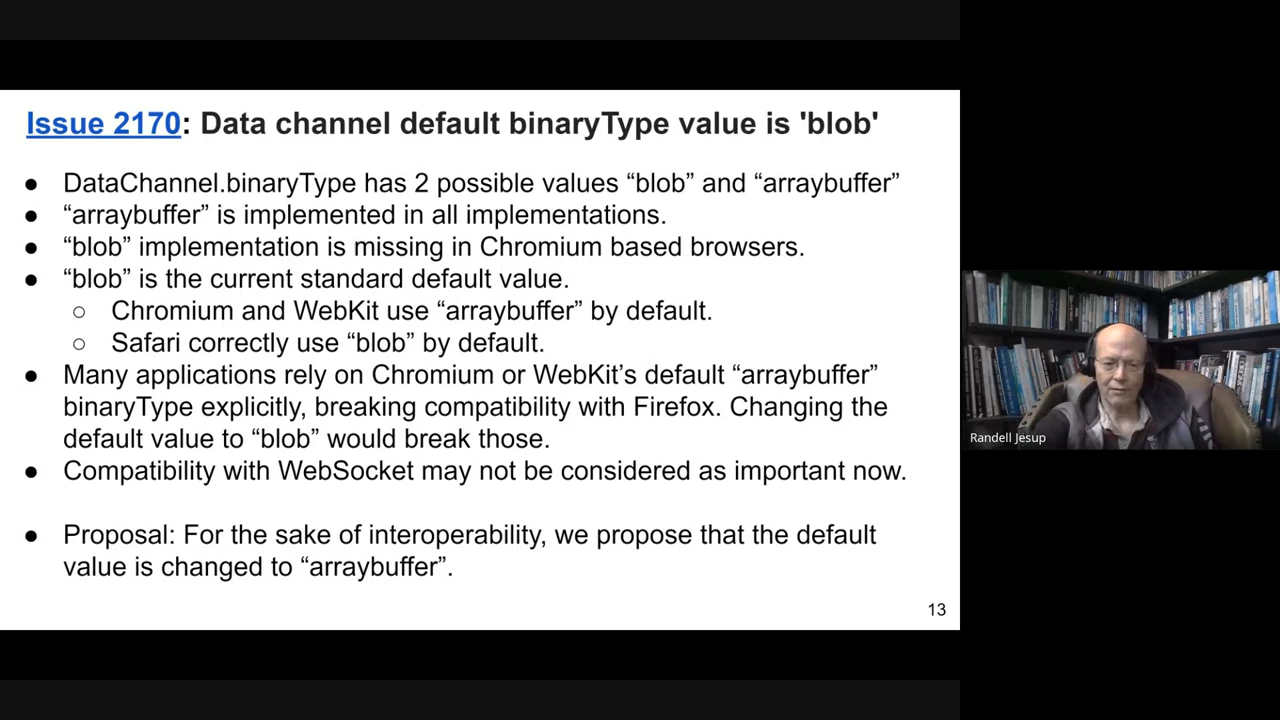 Issue 2170: Data channel default binaryType value is 'blob'
● DataChannel.binaryType has 2 possible values “blob” and “arraybuffer”
● “arraybuffer” is implemented in all implementations.
● “blob” implementation is missing in Chromium based browsers.
● “blob” is the current standard default value.
○ Chromium and WebKit use “arraybuffer” by default.
○ Safari correctly use “blob” by default.
● Many applications rely on Chromium or WebKit’s default “arraybuffer”
binaryType explicitly, breaking compatibility with Firefox. Changing the
default value to “blob” would break those.
● Compatibility with WebSocket may not be considered as important now.
● Proposal: For the sake of interoperability, we propose that the default
value is changed to “arraybuffer”.
13
Randell Jesup